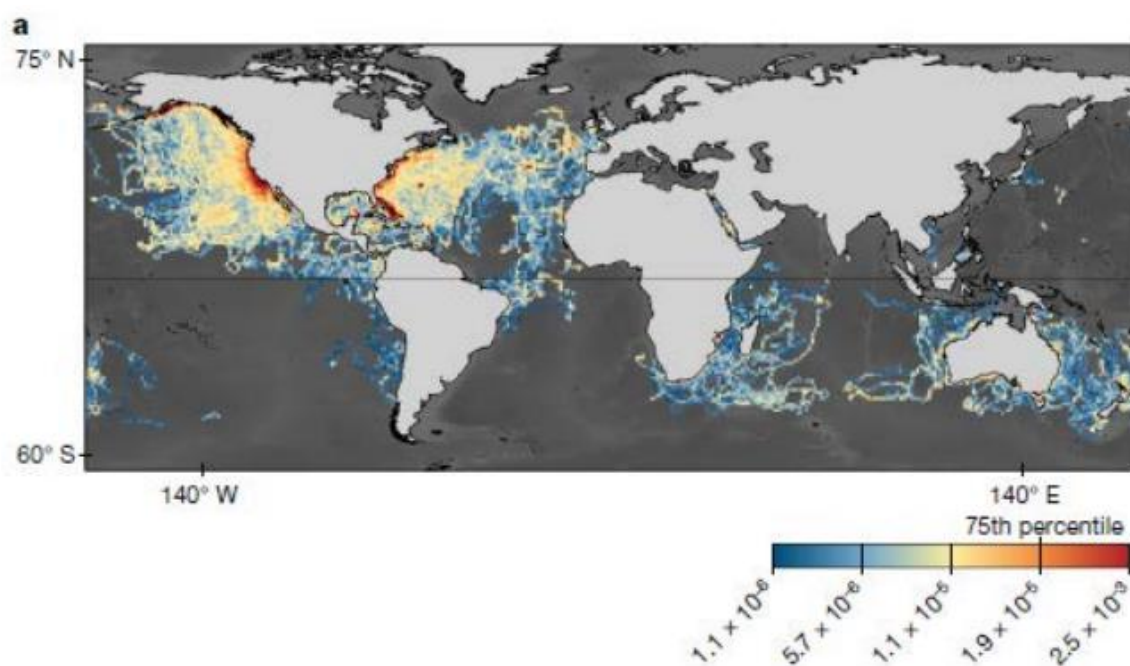 a
75° N
60° S
140° W
140° E
75th percentile
1.1 × 10⁻⁶
5.7 × 10⁻⁶
1.1 × 10⁻⁵
1.9 × 10⁻⁵
2.5 × 10⁻³